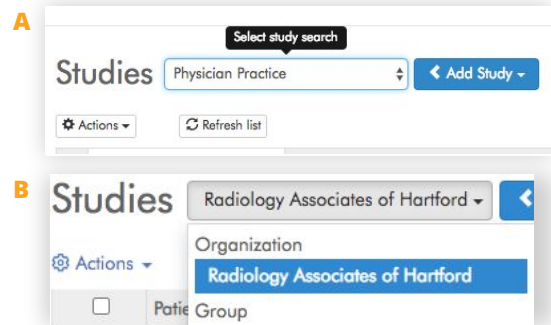 A
Select study search
Studies Physician Practice Add Study
Actions Refresh list
B
Studies Radiology Associates of Hartford
Organization
Actions
Radiology Associates of Hartford
Patie Group